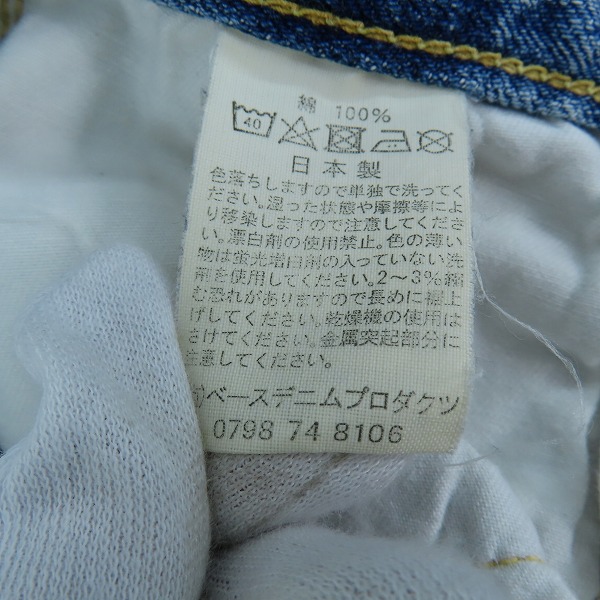 綿 100%
40
日本製
色落ちしますので単独で洗ってく
ださい。湿った状態や摩擦等によ
り移染しますので注意してくださ
い。漂白剤の使用禁止。色の薄い
物は蛍光増白剤の入っていない洗
剤を使用してください。2〜3%縮
む恐れがありますので長めに裾上
げしてください。乾燥機の使用は
さけてください。金属突起部分に
注意してください。
ベースデニムプロダクツ
0798 74 8106